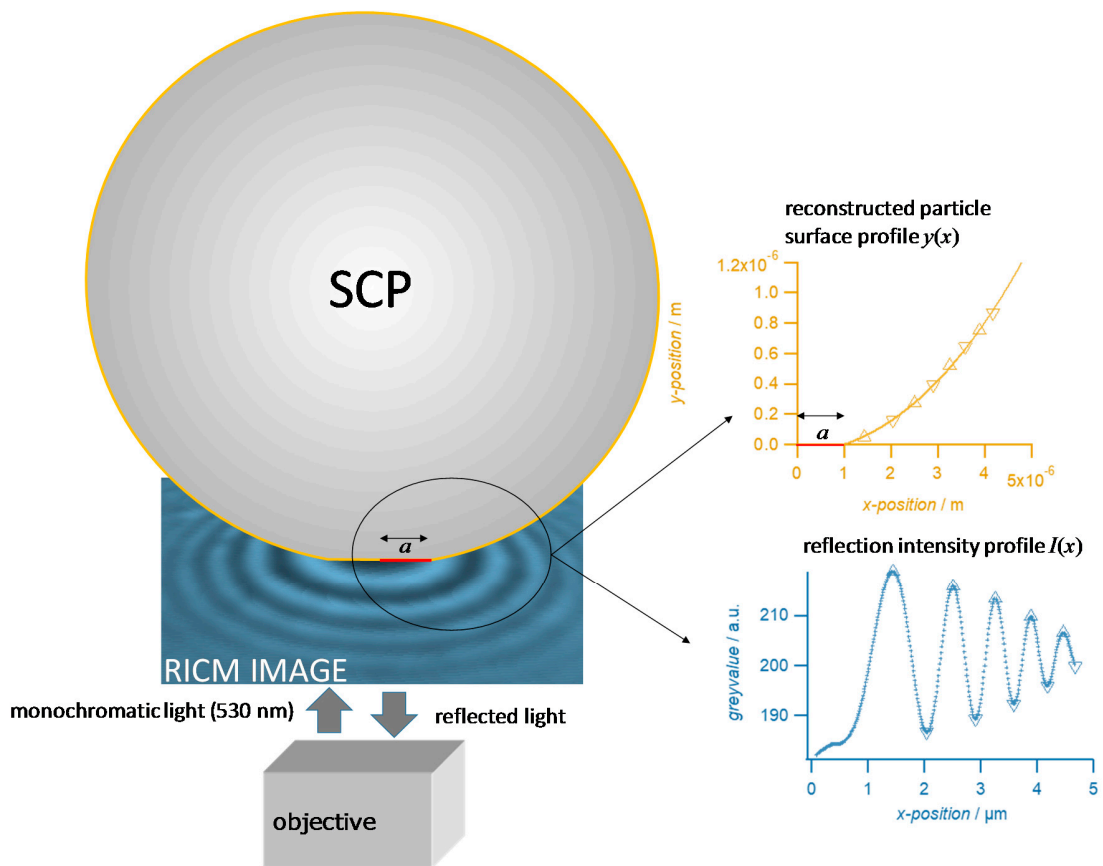 SCP
a
RICM IMAGE
monochromatic light (530 nm)
reflected light
objective
reconstructed particle
surface profile y(x)
y-position / m
1.2x10⁻⁶
1.0
0.8
0.6
0.4
0.2
0.0
a
0 1 2 3 4 5x10⁻⁶
x-position / m
reflection intensity profile I(x)
greyvalue / a.u.
210
200
190
0 1 2 3 4 5
x-position / µm